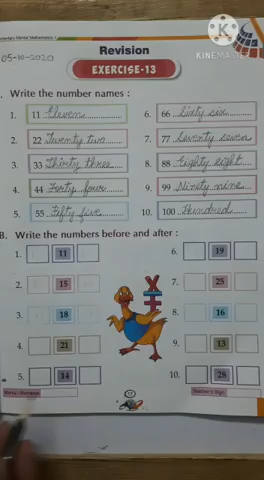 05-10-2020
KINEMASTER
Revision
EXERCISE-13
Write the number names :
1. 11 Eleven
2. 22 Twenty two
3. 33 Thirty three
4. 44 Forty four
5. 55 Fifty five
6. 66 Sixty six
7. 77 Seventy seven
8. 88 Eighty eight
9. 99 Ninety nine
10. 100 Hundred
B. Write the numbers before and after :
1. 11
2. 15
3. 18
4. 21
5. 14
6. 19
7. 25
8. 16
9. 13
10. 28
Teacher's Sign.